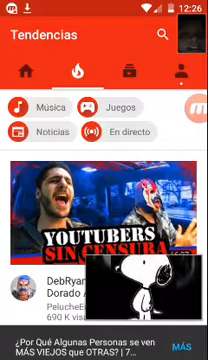 12:26
Tendencias
Música
Juegos
Noticias
En directo
YOUTUBERS
SIN CENSURA
DebRyan
Dorado
PelucheE
690 K vis
¿Por Qué Algunas Personas se ven
MÁS VIEJOS que OTRAS? | 7...
MÁS